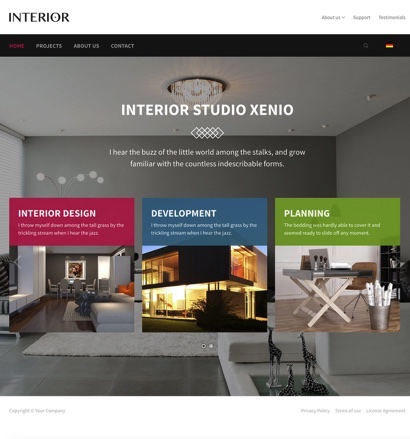 INTERIOR
About us
Support
Testimonials
HOME
PROJECTS
ABOUT US
CONTACT
INTERIOR STUDIO XENIO
I hear the buzz of the little world among the stalks, and grow
familiar with the countless indescribable forms.
INTERIOR DESIGN
I throw myself down among the tall grass by the
trickling stream when I hear the jazz.
DEVELOPMENT
I throw myself down among the tall grass by the
trickling stream when I hear the jazz.
PLANNING
The bedding was hardly able to cover it and
seemed ready to slide off any moment.
Copyright © Your Company
Privacy Policy
Terms of use
Licence Agreement